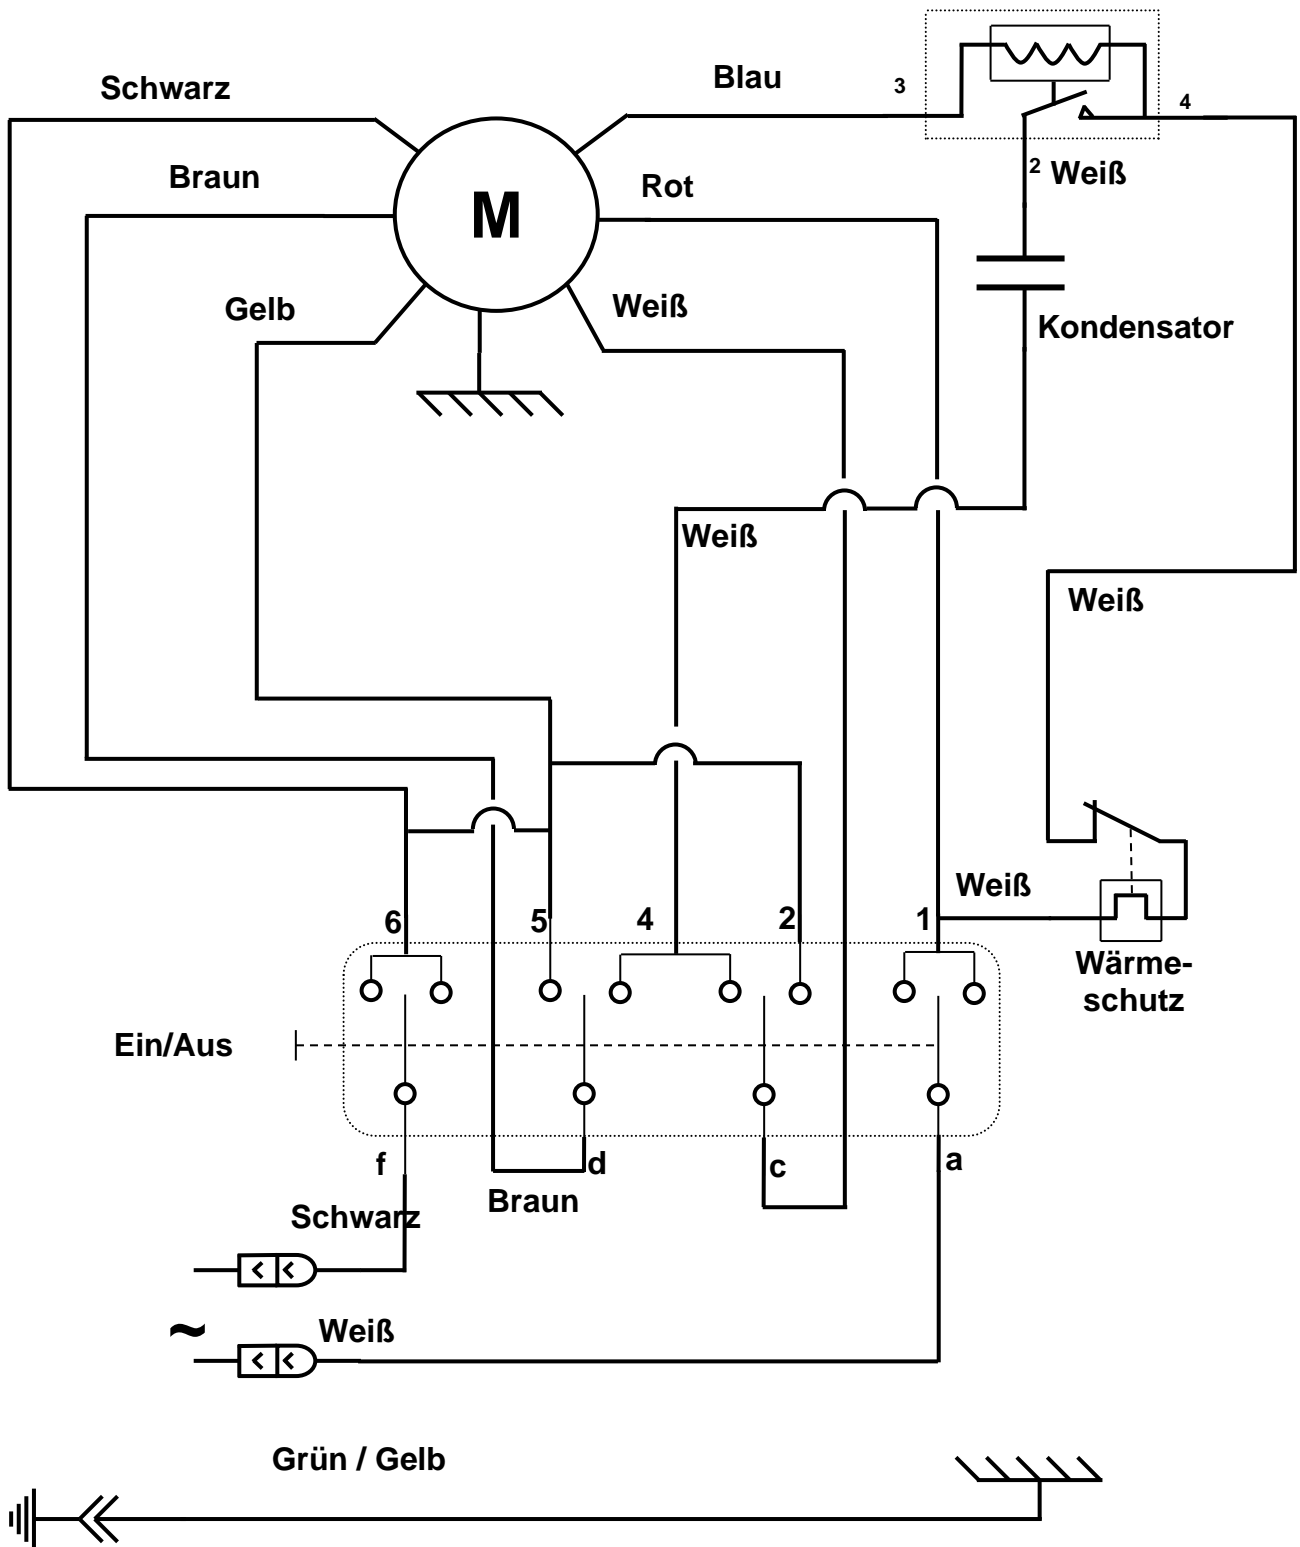 Schwarz
Blau
3
4
Braun
Rot
2
Weiß
M
Gelb
Weiß
Kondensator
Weiß
Weiß
Weiß
6
5
4
2
1
Wärme-
schutz
Ein/Aus
f
d
c
a
Braun
Schwarz
~
Weiß
Grün / Gelb